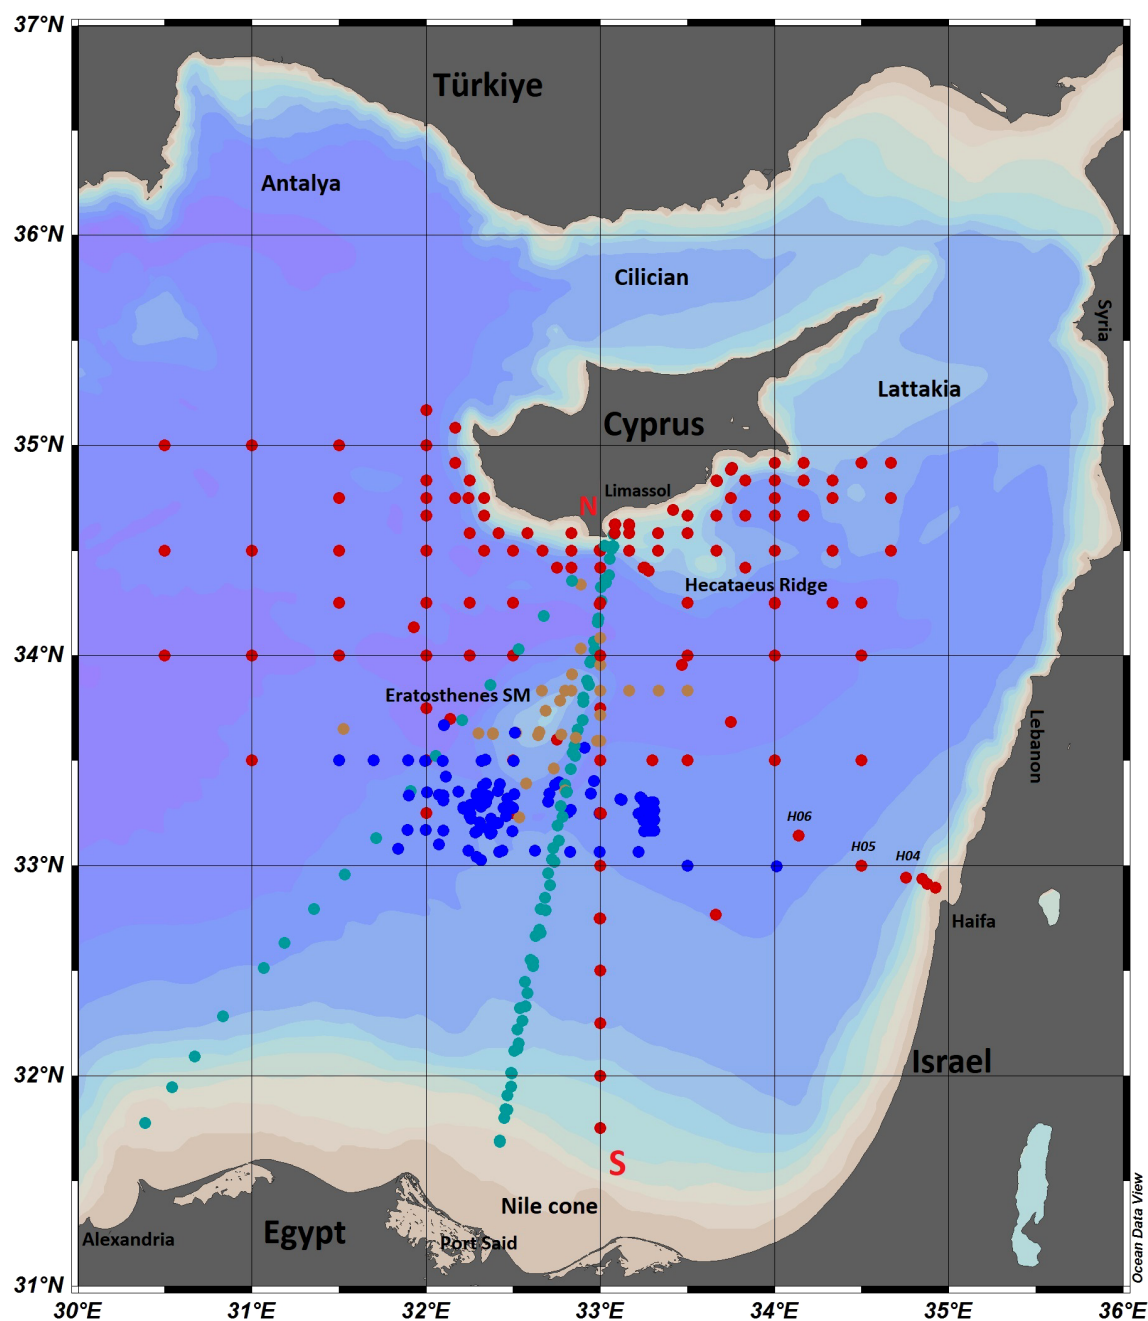 37°N
Türkiye
Antalya
36°N
Cilician
Syria
Lattakia
Cyprus
35°N
N
Limassol
Hecataeus Ridge
34°N
Eratosthenes SM
Lebanon
H06
H05
H04
33°N
Haifa
32°N
Israel
S
Nile cone
Egypt
Alexandria
Port Said
31°N
30°E
31°E
32°E
33°E
34°E
35°E
36°E
Ocean Data View